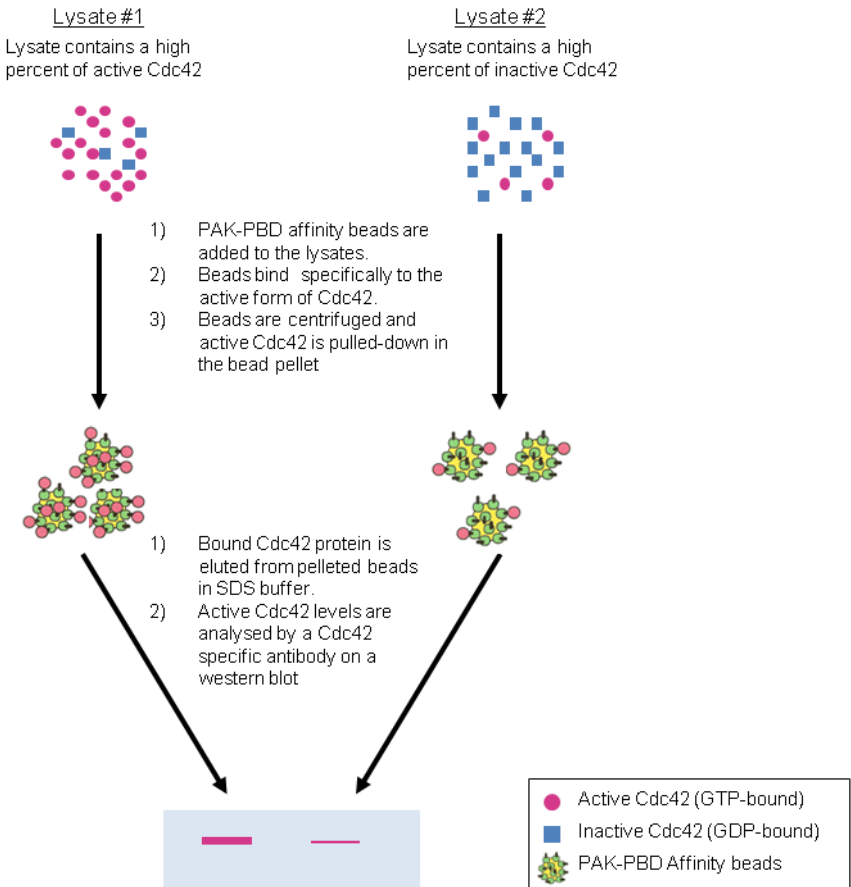 Lysate #1
Lysate contains a high
percent of active Cdc42
Lysate #2
Lysate contains a high
percent of inactive Cdc42
1) PAK-PBD affinity beads are
added to the lysates.
2) Beads bind specifically to the
active form of Cdc42.
3) Beads are centrifuged and
active Cdc42 is pulled-down in
the bead pellet
1) Bound Cdc42 protein is
eluted from pelleted beads
in SDS buffer.
2) Active Cdc42 levels are
analysed by a Cdc42
specific antibody on a
western blot
Active Cdc42 (GTP-bound)
Inactive Cdc42 (GDP-bound)
PAK-PBD Affinity beads